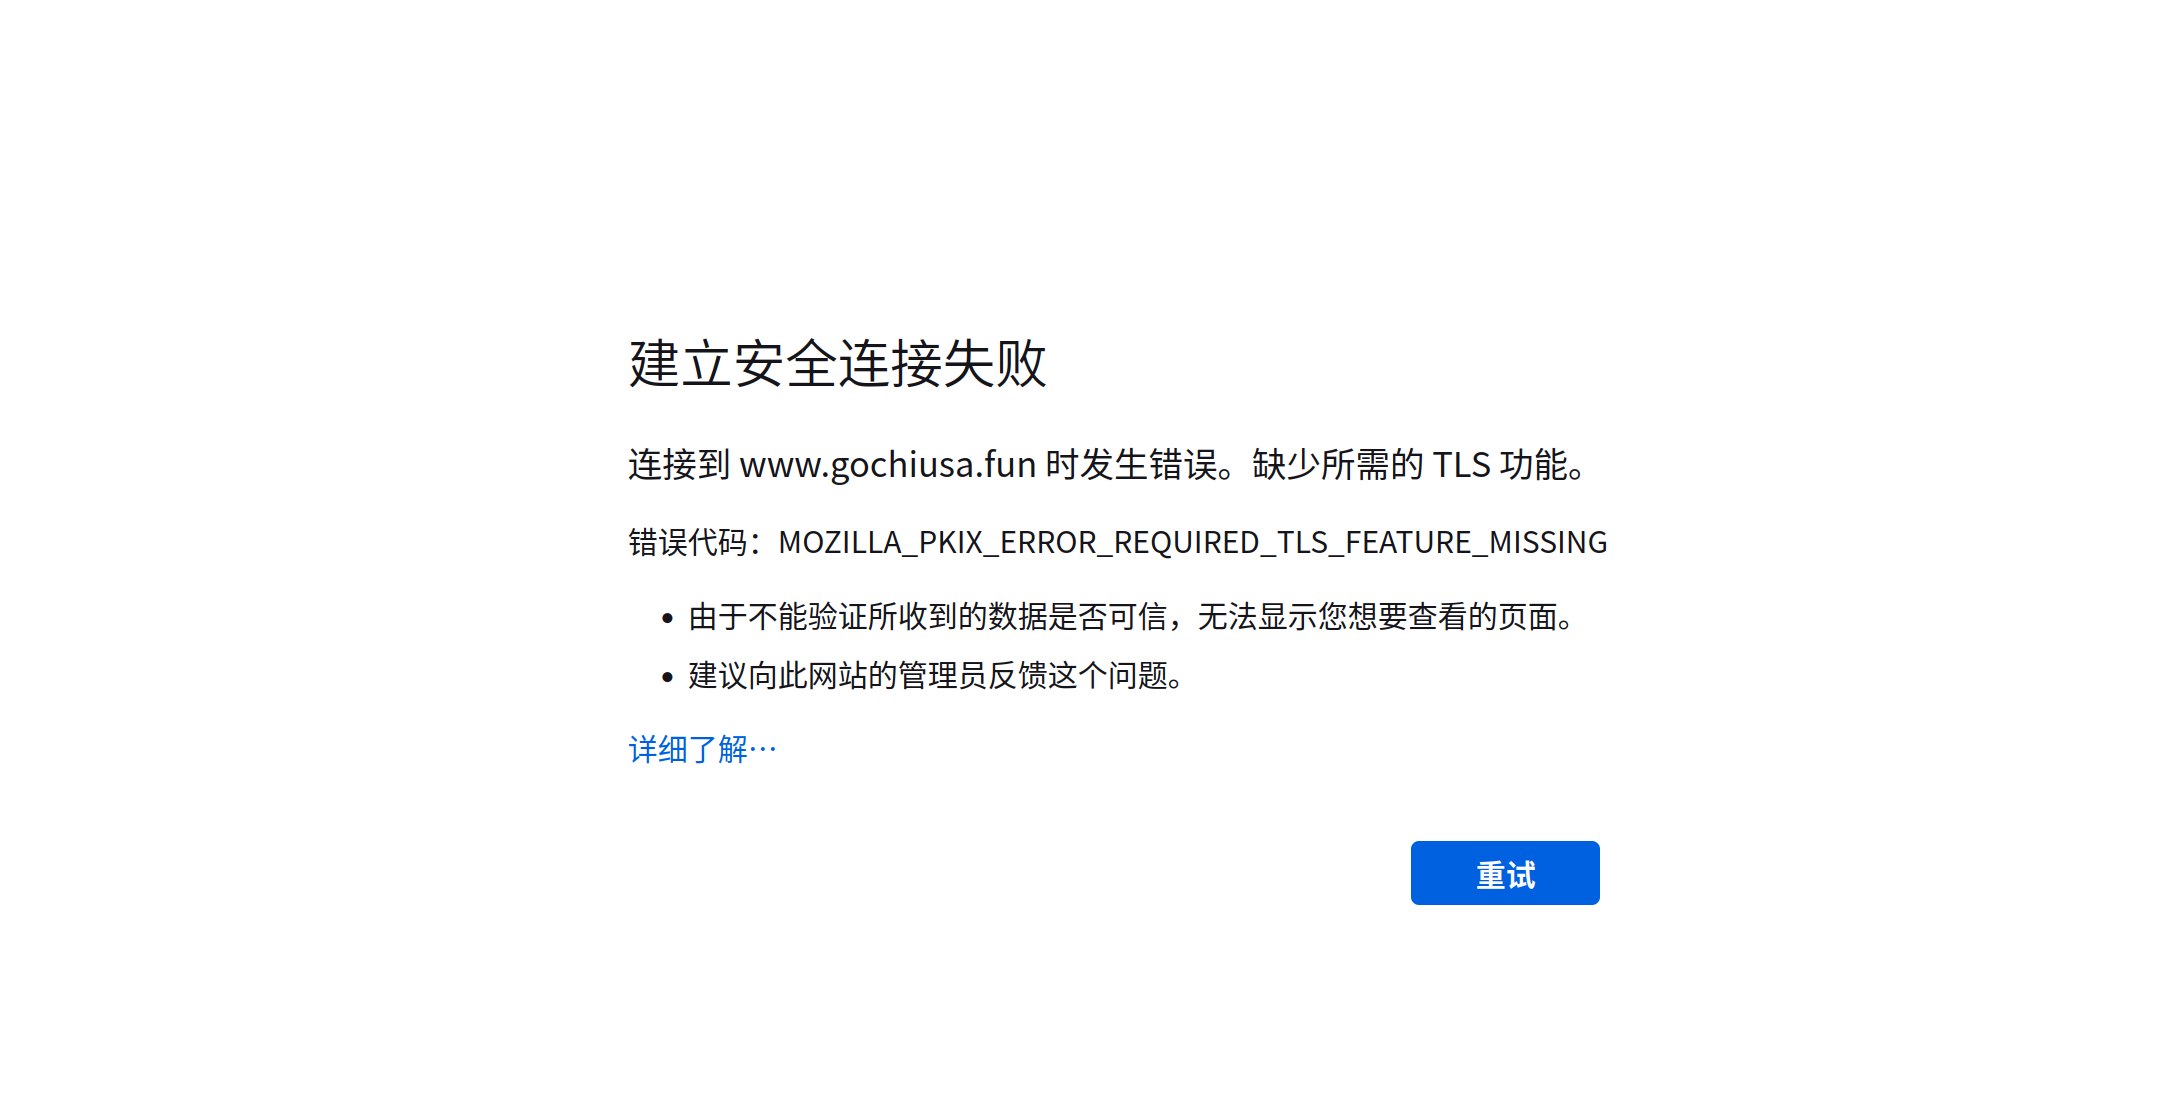 建立安全连接失败
连接到 www.gochiusa.fun 时发生错误。缺少所需的 TLS 功能。
错误代码：MOZILLA_PKIX_ERROR_REQUIRED_TLS_FEATURE_MISSING
• 由于不能验证所收到的数据是否可信，无法显示您想要查看的页面。
• 建议向此网站的管理员反馈这个问题。
详细了解…
重试